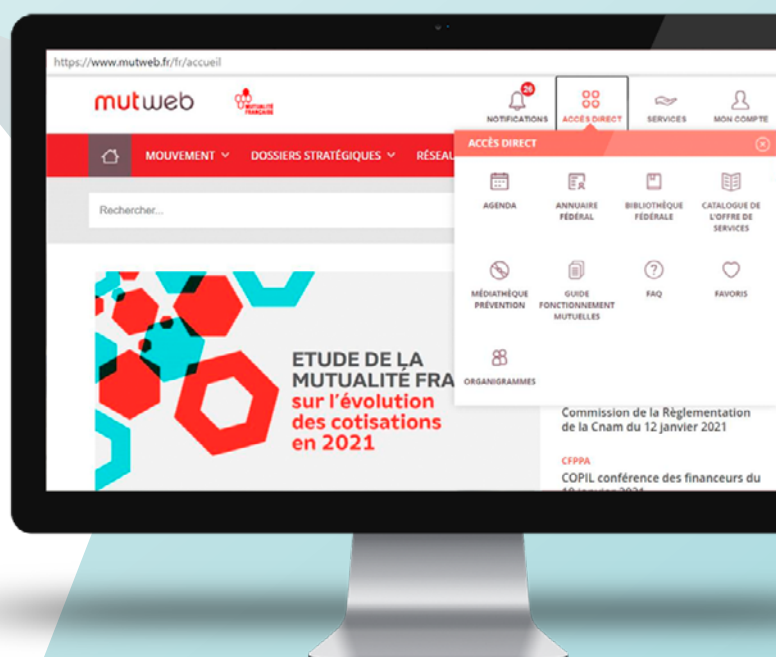 https://www.mutweb.fr/fr/accueil
mutweb
MUTUALITÉ
FRANÇAISE
26
NOTIFICATIONS
ACCÈS DIRECT
SERVICES
MON COMPTE
MOUVEMENT
DOSSIERS STRATÉGIQUES
RÉSEAU
ACCÈS DIRECT
AGENDA
ANNUAIRE
FÉDÉRAL
BIBLIOTHÈQUE
FÉDÉRALE
CATALOGUE DE
L'OFFRE DE
SERVICES
Rechercher...
MÉDIATHÈQUE
PRÉVENTION
GUIDE
FONCTIONNEMENT
MUTUELLES
FAQ
FAVORIS
ORGANIGRAMMES
ETUDE DE LA
MUTUALITÉ FRA
sur l'évolution
des cotisations
en 2021
Commission de la Règlementation
de la Cnam du 12 janvier 2021
CFPPA
COPIL conférence des financeurs du